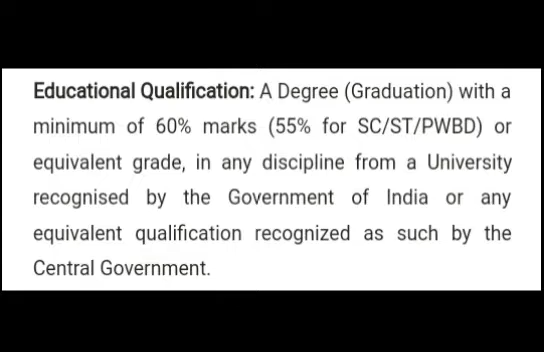 Educational Qualification: A Degree (Graduation) with a
minimum of 60% marks (55% for SC/ST/PWBD) or
equivalent grade, in any discipline from a University
recognised by the Government of India or any
equivalent qualification recognized as such by the
Central Government.